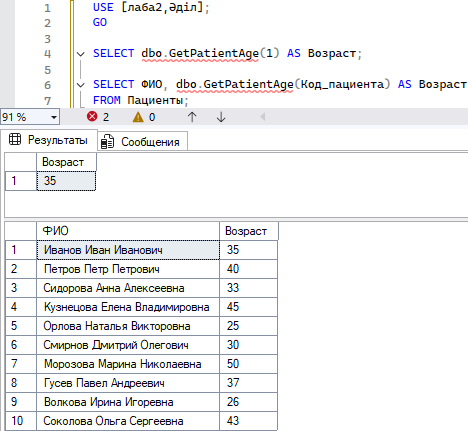 1 USE [лаба2,Әділ];
2 GO
3
4 SELECT dbo.GetPatientAge(1) AS Возраст;
5
6 SELECT ФИО, dbo.GetPatientAge(Код_пациента) AS Возраст
7 FROM Пациенты;
91 % 2 0
Результаты Сообщения
Возраст
1 35
ФИО Возраст
1 Иванов Иван Иванович 35
2 Петров Петр Петрович 40
3 Сидорова Анна Алексеевна 33
4 Кузнецова Елена Владимировна 45
5 Орлова Наталья Викторовна 25
6 Смирнов Дмитрий Олегович 30
7 Морозова Марина Николаевна 50
8 Гусев Павел Андреевич 37
9 Волкова Ирина Игоревна 26
10 Соколова Ольга Сергеевна 43